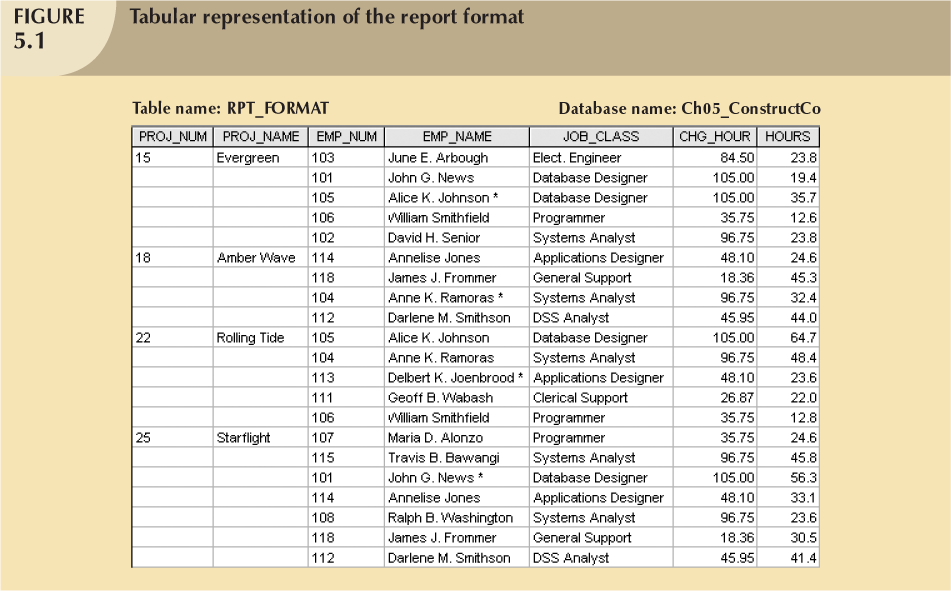 FIGURE 5.1
Tabular representation of the report format
Table name: RPT_FORMAT Database name: Ch05_ConstructCo
PROJ_NUM PROJ_NAME EMP_NUM EMP_NAME JOB_CLASS CHG_HOUR HOURS
15 Evergreen 103 June E. Arbough Elect. Engineer 84.50 23.8
101 John G. News Database Designer 105.00 19.4
105 Alice K. Johnson * Database Designer 105.00 35.7
106 William Smithfield Programmer 35.75 12.6
102 David H. Senior Systems Analyst 96.75 23.8
18 Amber Wave 114 Annelise Jones Applications Designer 48.10 24.6
118 James J. Frommer General Support 18.36 45.3
104 Anne K. Ramoras * Systems Analyst 96.75 32.4
112 Darlene M. Smithson DSS Analyst 45.95 44.0
22 Rolling Tide 105 Alice K. Johnson Database Designer 105.00 64.7
104 Anne K. Ramoras Systems Analyst 96.75 48.4
113 Delbert K. Joenbrood * Applications Designer 48.10 23.6
111 Geoff B. Wabash Clerical Support 26.87 22.0
106 William Smithfield Programmer 35.75 12.8
25 Starflight 107 Maria D. Alonzo Programmer 35.75 24.6
115 Travis B. Bawangi Systems Analyst 96.75 45.8
101 John G. News * Database Designer 105.00 56.3
114 Annelise Jones Applications Designer 48.10 33.1
108 Ralph B. Washington Systems Analyst 96.75 23.6
118 James J. Frommer General Support 18.36 30.5
112 Darlene M. Smithson DSS Analyst 45.95 41.4